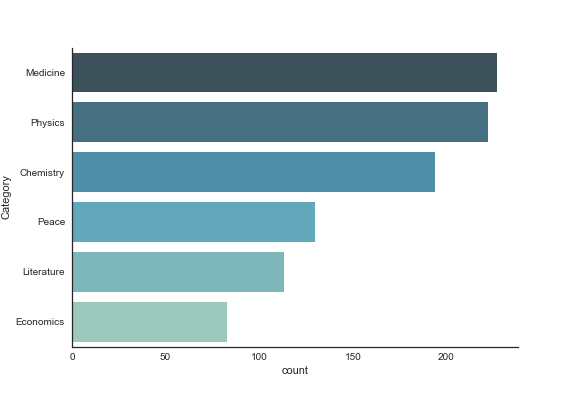 Medicine
Physics
Chemistry
Peace
Literature
Economics
Category
0 50 100 150 200
count